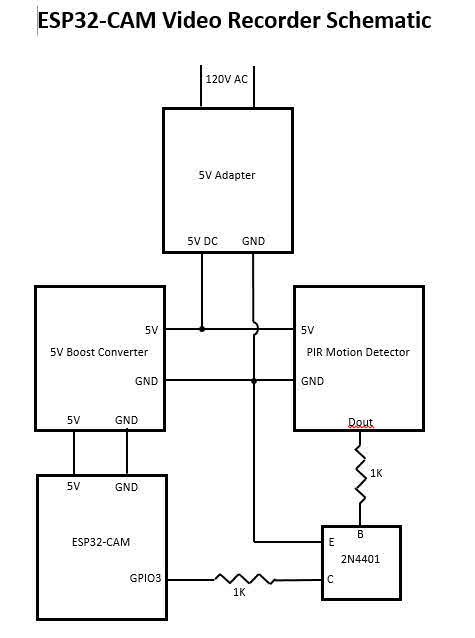 ESP32-CAM Video Recorder Schematic
120V AC
5V Adapter
5V DC GND
5V 5V
5V Boost Converter PIR Motion Detector
GND GND
5V GND Dout
1K
5V GND
B
E
2N4401
ESP32-CAM
GPIO3 C
1K